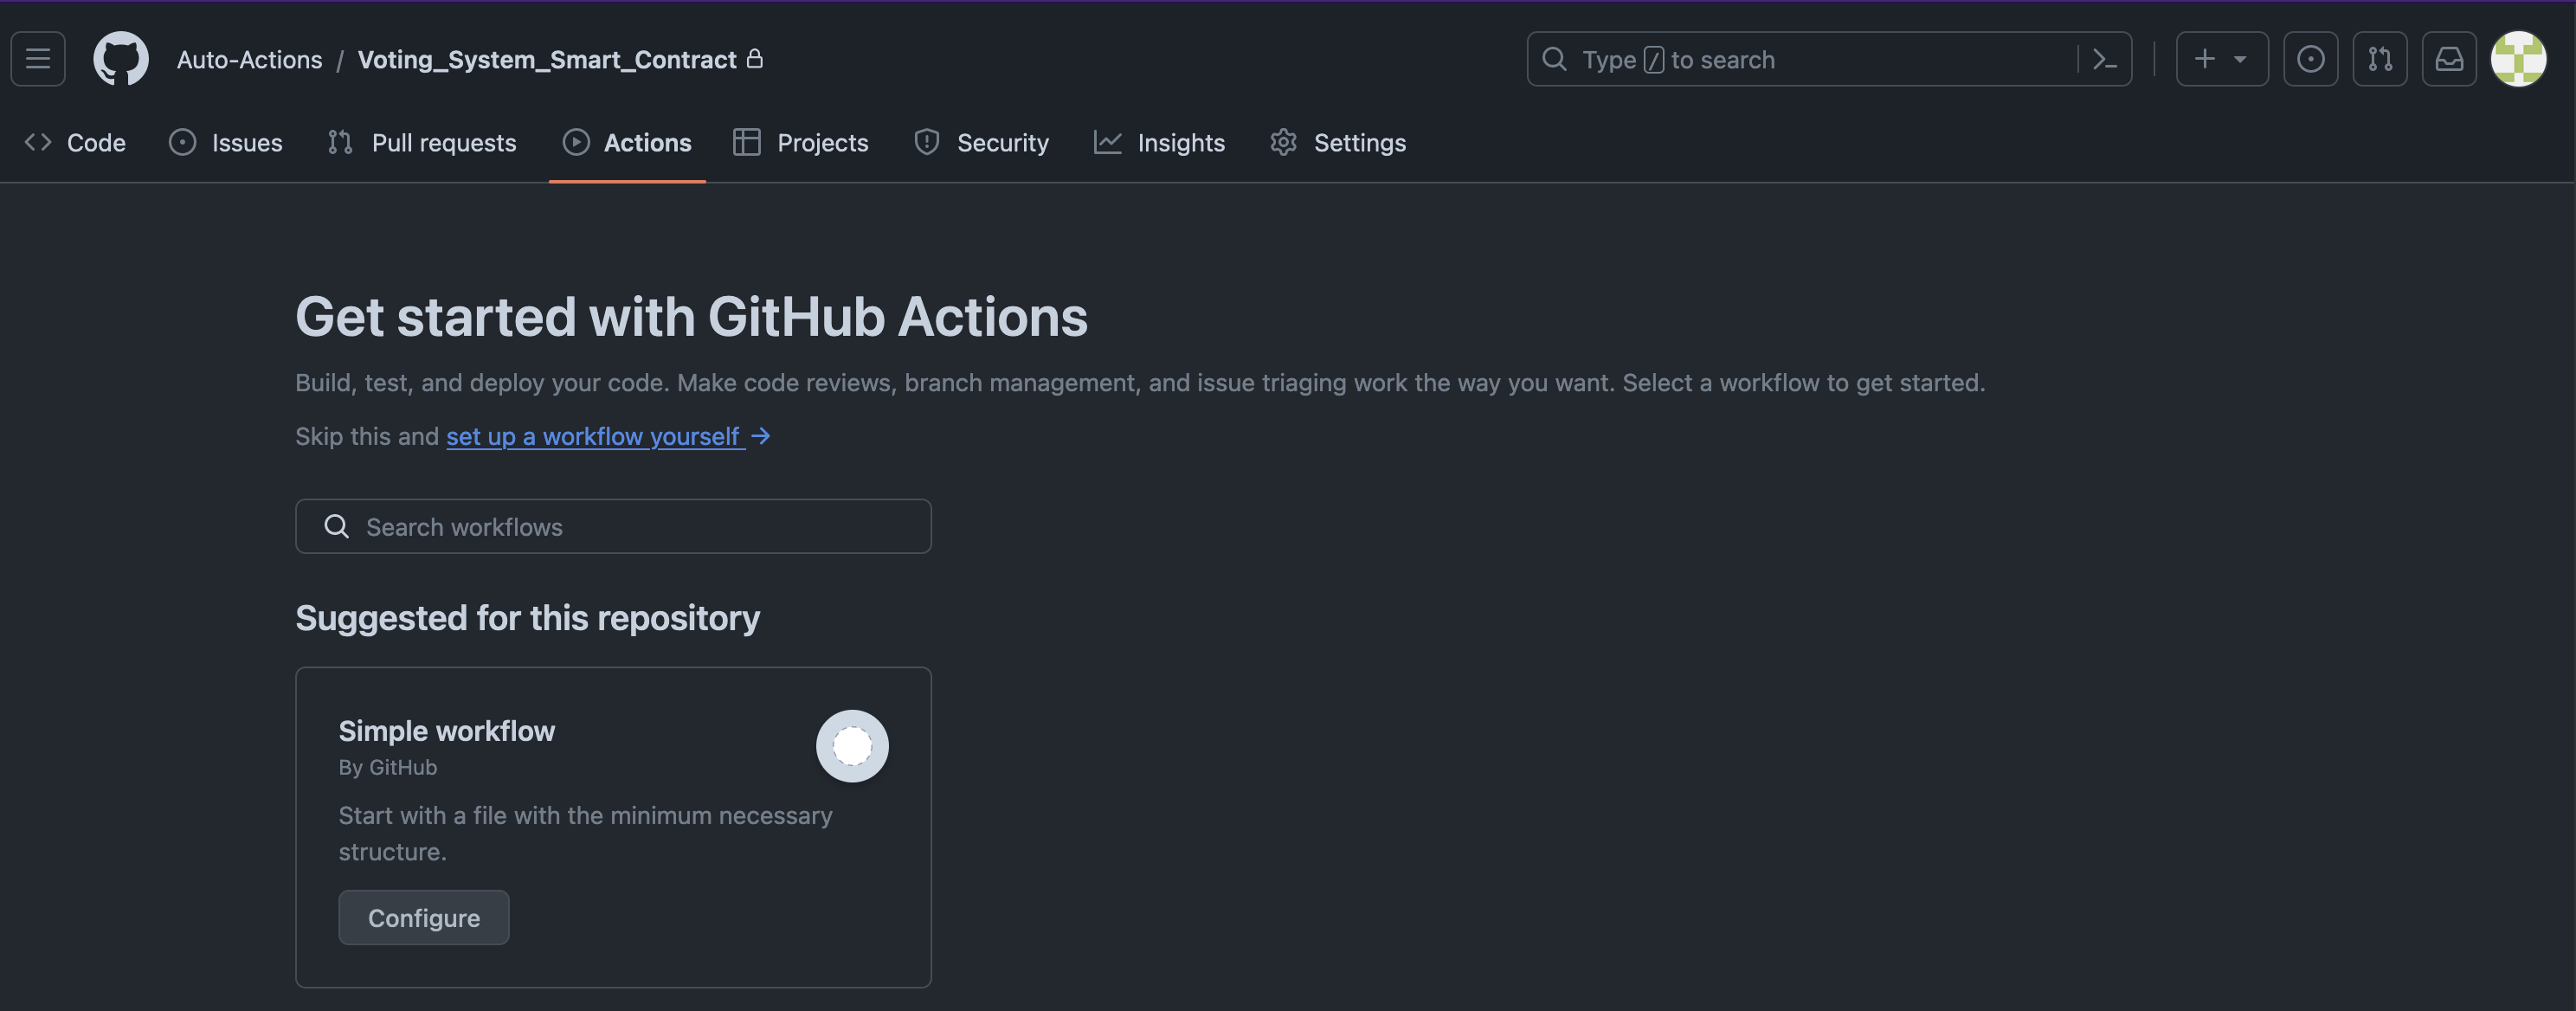 Auto-Actions / Voting_System_Smart_Contract
Type / to search
Code Issues Pull requests Actions Projects Security Insights Settings
Get started with GitHub Actions
Build, test, and deploy your code. Make code reviews, branch management, and issue triaging work the way you want. Select a workflow to get started.
Skip this and set up a workflow yourself →
Search workflows
Suggested for this repository
Simple workflow
By GitHub
Start with a file with the minimum necessary
structure.
Configure